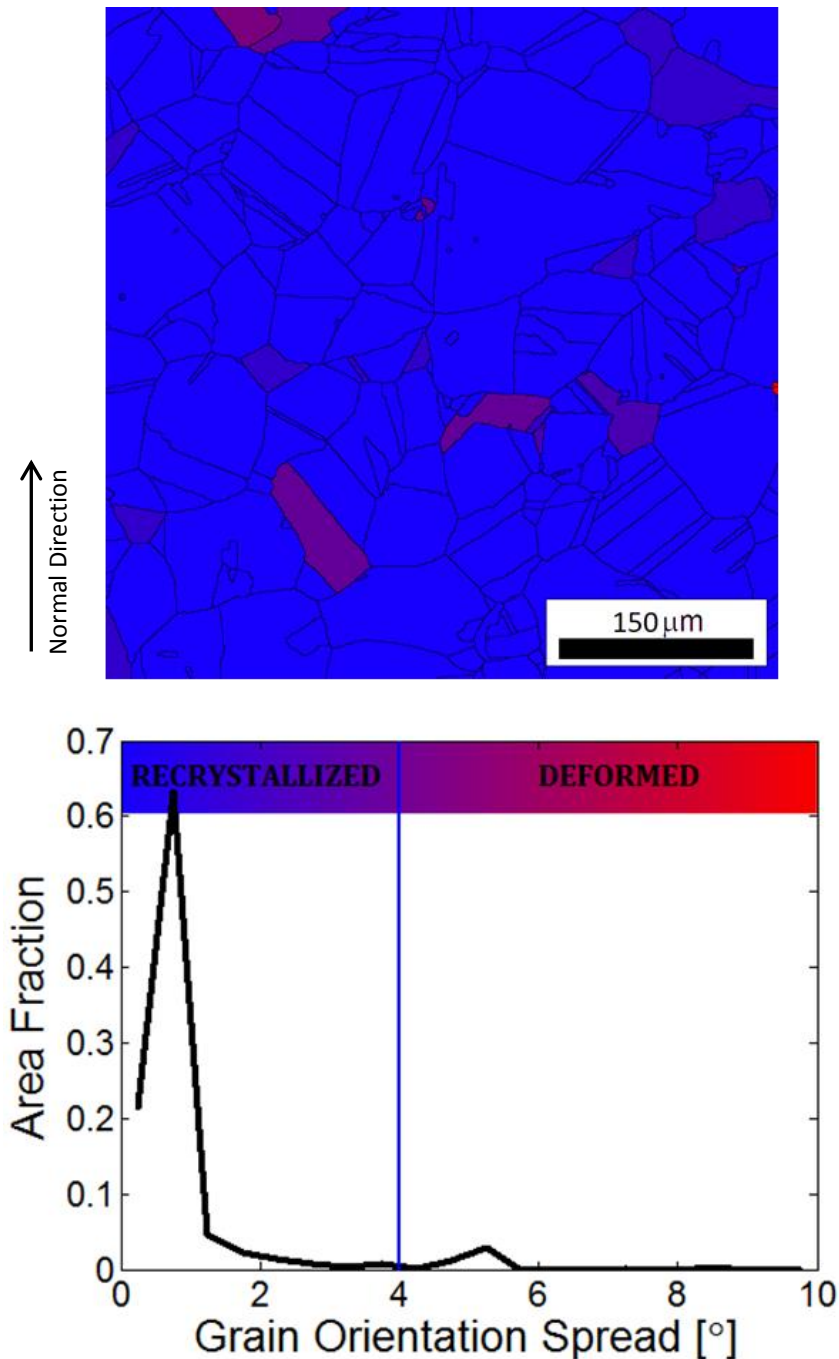 Normal Direction
150 μm
0.7
RECRYSTALLIZED DEFORMED
0.6
0.5
0.4
0.3
0.2
0.1
0
0 2 4 6 8 10
Area Fraction
Grain Orientation Spread [°]